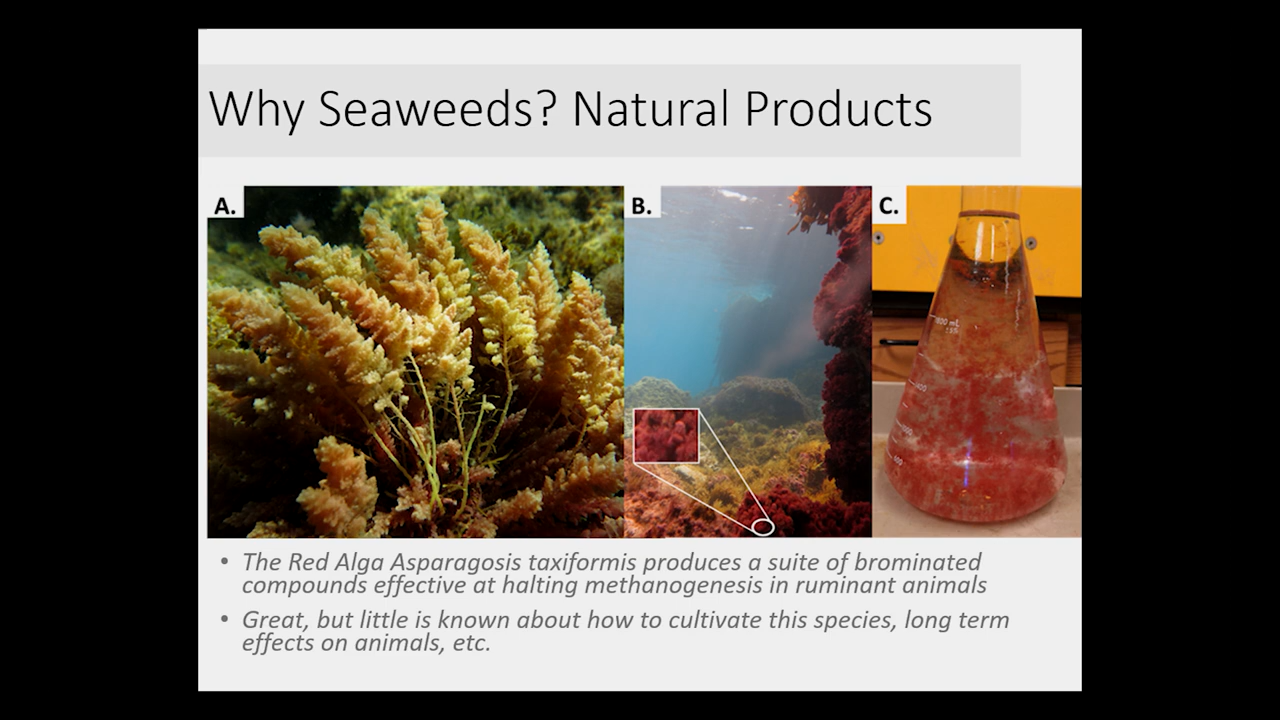 Why Seaweeds? Natural Products
A.
B.
C.
• The Red Alga Asparagosis taxiformis produces a suite of brominated
compounds effective at halting methanogenesis in ruminant animals
• Great, but little is known about how to cultivate this species, long term
effects on animals, etc.